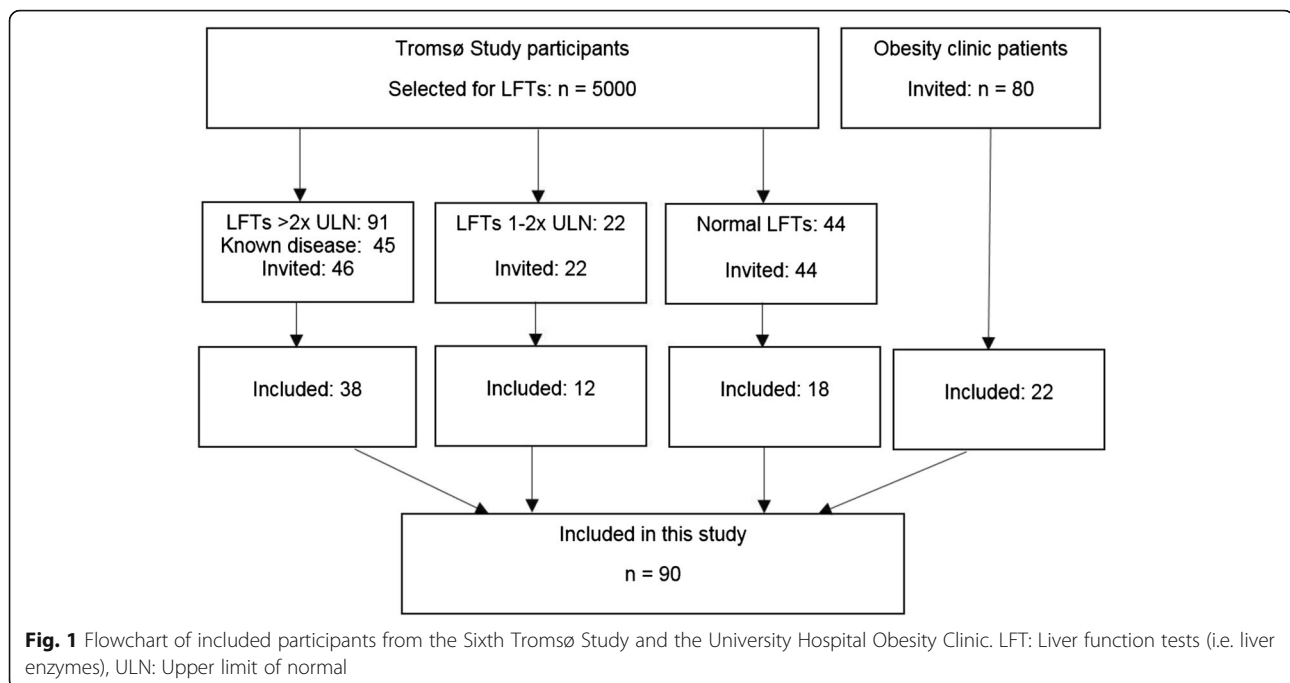 Tromsø Study participants
Selected for LFTs: n = 5000
Obesity clinic patients
Invited: n = 80
LFTs >2x ULN: 91
Known disease: 45
Invited: 46
LFTs 1-2x ULN: 22
Invited: 22
Normal LFTs: 44
Invited: 44
Included: 38
Included: 12
Included: 18
Included: 22
Included in this study
n = 90
Fig. 1 Flowchart of included participants from the Sixth Tromsø Study and the University Hospital Obesity Clinic. LFT: Liver function tests (i.e. liver
enzymes), ULN: Upper limit of normal